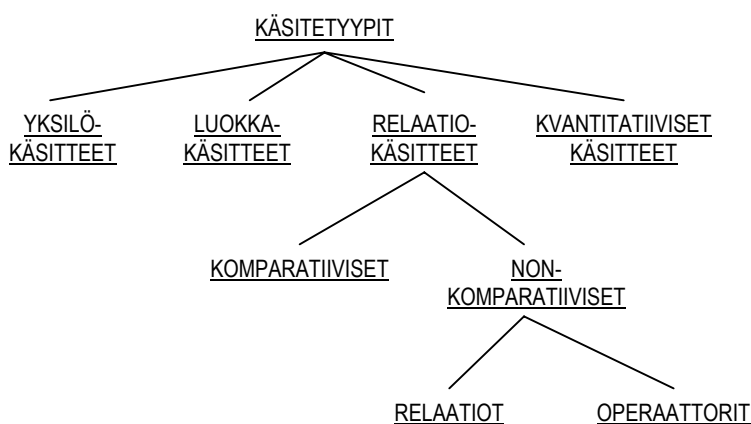 KÄSITETYYPIT
YKSILÖ-
KÄSITTEET
LUOKKA-
KÄSITTEET
RELAATIO-
KÄSITTEET
KVANTITATIIVISET
KÄSITTEET
KOMPARATIIVISET
NON-
KOMPARATIIVISET
RELAATIOT
OPERAATTORIT